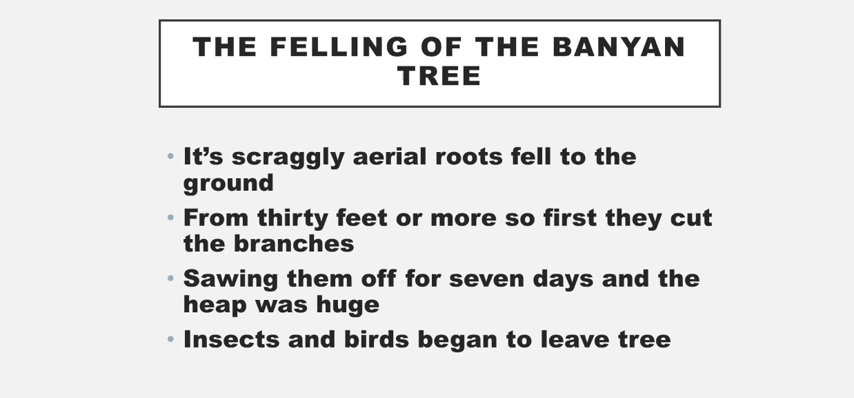 THE FELLING OF THE BANYAN
TREE
• It’s scraggly aerial roots fell to the
ground
• From thirty feet or more so first they cut
the branches
• Sawing them off for seven days and the
heap was huge
• Insects and birds began to leave tree